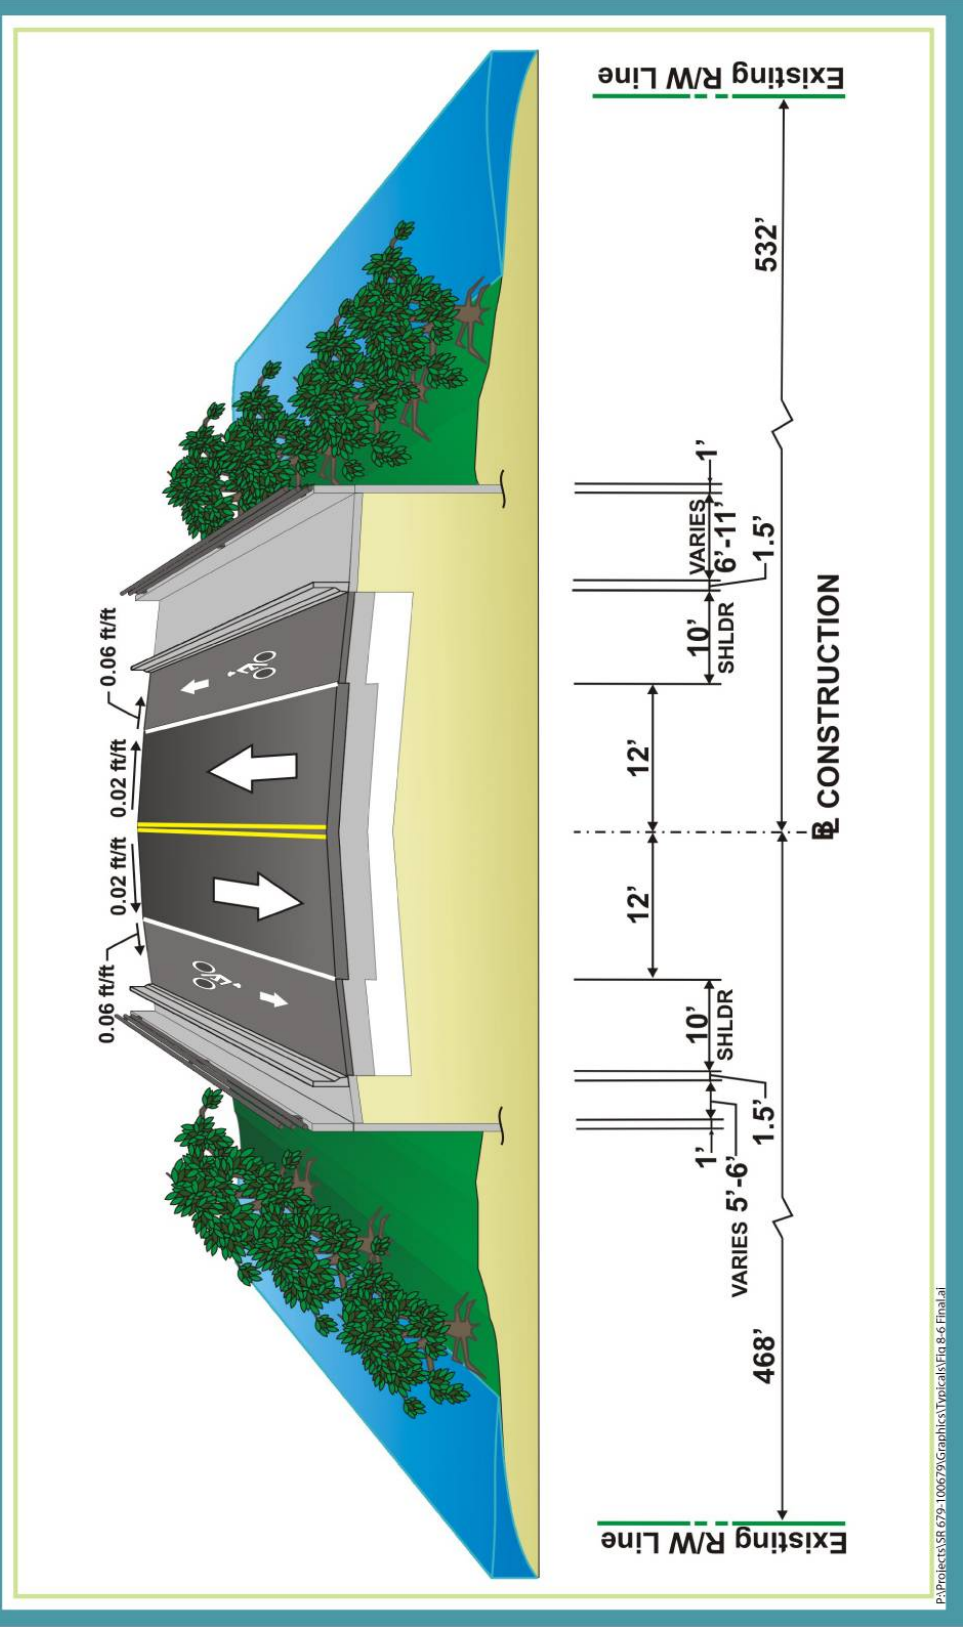 0.06 ft/ft
0.02 ft/ft
0.02 ft/ft
0.06 ft/ft
Existing R/W Line
12'
12'
Existing R/W Line
1'
VARIES 5'-6'
1.5'
10'
SHLDR
10'
SHLDR
1.5'
VARIES
6'-11'
1'
468'
532'
BL CONSTRUCTION
P:\Projects\SR 679-100679\Graphics\Typicals\Fig 8-6 Final.ai